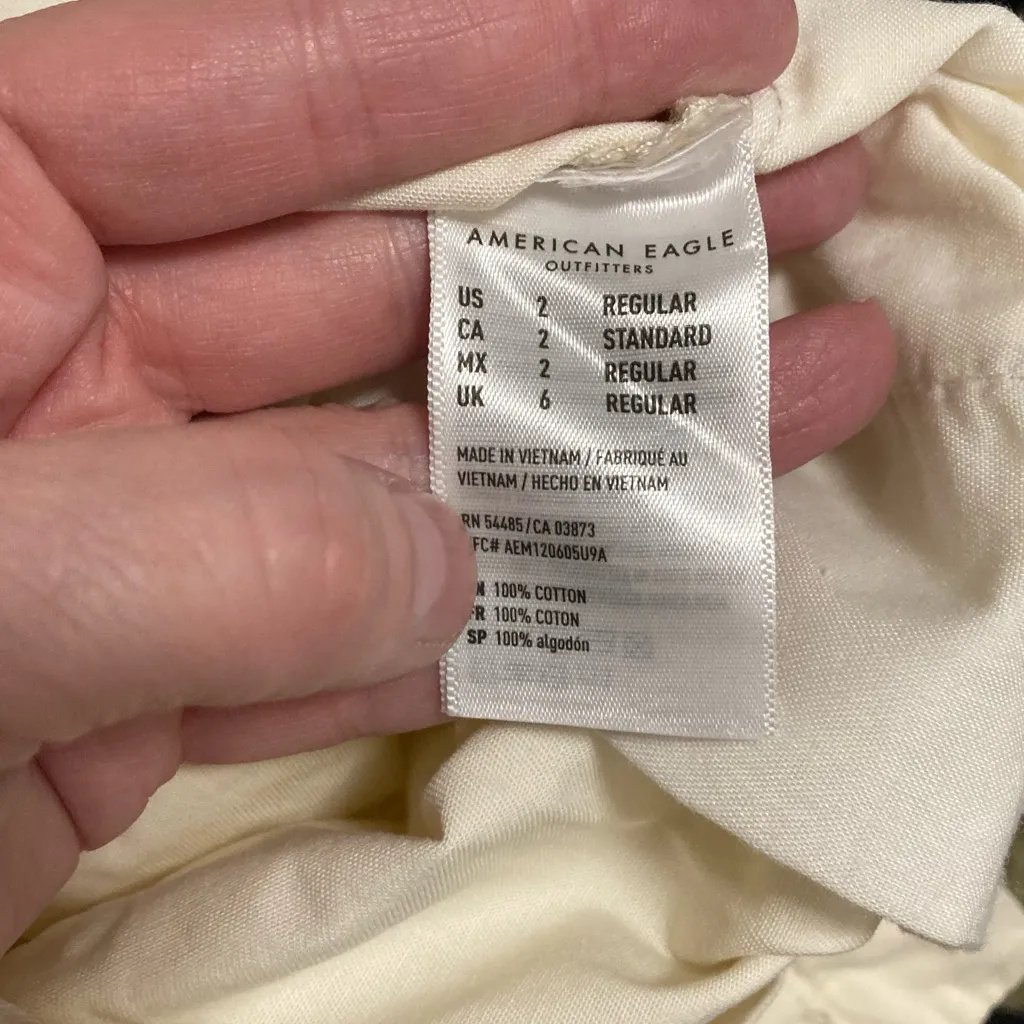 AMERICAN EAGLE
OUTFITTERS
US 2 REGULAR
CA 2 STANDARD
MX 2 REGULAR
UK 6 REGULAR
MADE IN VIETNAM / FABRIQUÉ AU
VIETNAM / HECHO EN VIETNAM
RN 54485/CA 03873
FC# AEM120605U9A
100% COTTON
FR 100% COTON
SP 100% algodón